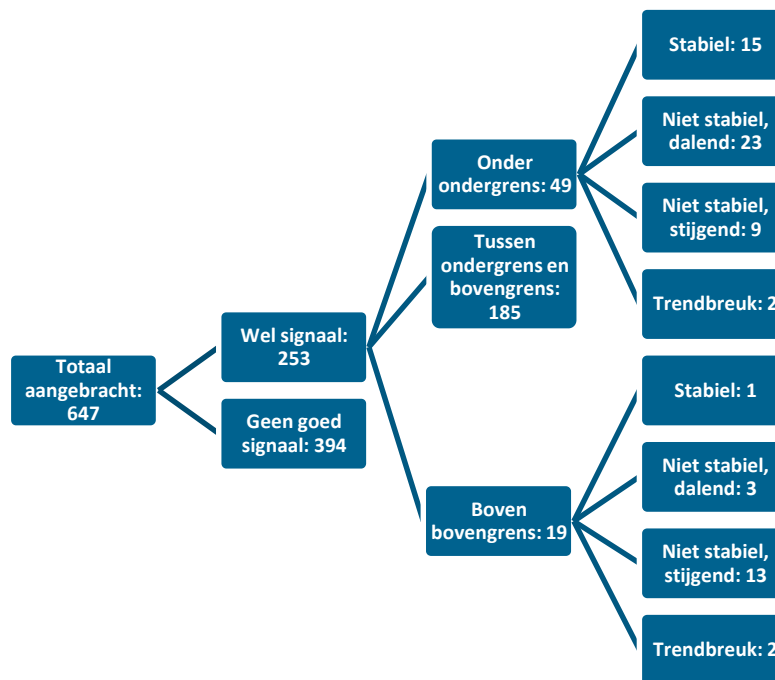 Totaal
aangebracht:
647
Wel signaal:
253
Geen goed
signaal: 394
Onder
ondergrens: 49
Tussen
ondergrens en
bovengrens:
185
Boven
bovengrens: 19
Stabiel: 15
Niet stabiel,
dalend: 23
Niet stabiel,
stijgend: 9
Trendbreuk: 2
Stabiel: 1
Niet stabiel,
dalend: 3
Niet stabiel,
stijgend: 13
Trendbreuk: 2